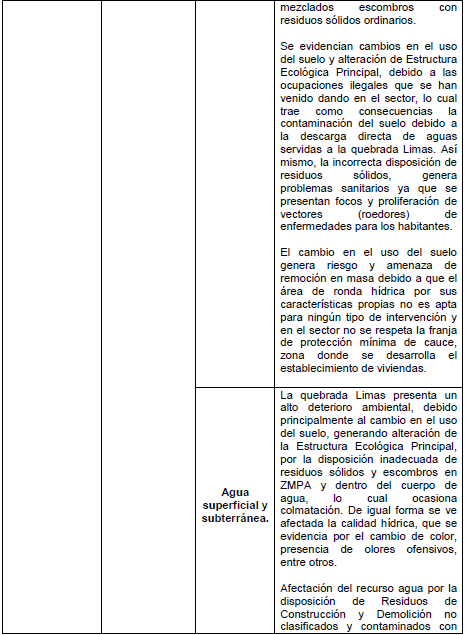 mezclados escombros con
residuos sólidos ordinarios.
Se evidencian cambios en el uso
del suelo y alteración de Estructura
Ecológica Principal, debido a las
ocupaciones ilegales que se han
venido dando en el sector, lo cual
trae como consecuencias la
contaminación del suelo debido a
la descarga directa de aguas
servidas a la quebrada Limas. Así
mismo, la incorrecta disposición de
residuos sólidos, genera
problemas sanitarios ya que se
presentan focos y proliferación de
vectores (roedores) de
enfermedades para los habitantes.
El cambio en el uso del suelo
genera riesgo y amenaza de
remoción en masa debido a que el
área de ronda hídrica por sus
características propias no es apta
para ningún tipo de intervención y
en el sector no se respeta la franja
de protección mínima de cauce,
zona donde se desarrolla el
establecimiento de viviendas.
Agua
superficial y
subterránea.
La quebrada Limas presenta un
alto deterioro ambiental, debido
principalmente al cambio en el uso
del suelo, generando alteración de
la Estructura Ecológica Principal,
por la disposición inadecuada de
residuos sólidos y escombros en
ZMPA y dentro del cuerpo de
agua, lo cual ocasiona
colmatación. De igual forma se ve
afectada la calidad hídrica, que se
evidencia por el cambio de color,
presencia de olores ofensivos,
entre otros.
Afectación del recurso agua por la
disposición de Residuos de
Construcción y Demolición no
clasificados y contaminados con